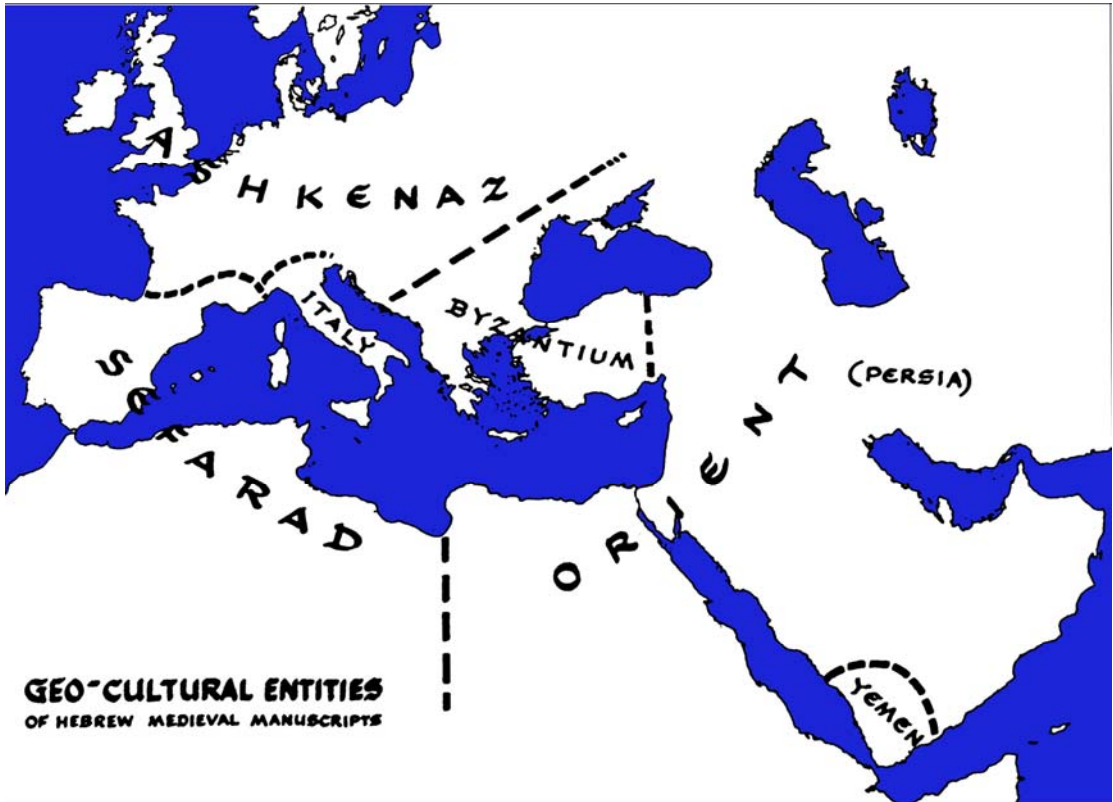 ASHKENAZ
ITALY
BYZANTIUM
SEFARAD
ORIENT
(PERSIA)
YEMEN
GEO-CULTURAL ENTITIES
OF HEBREW MEDIEVAL MANUSCRIPTS